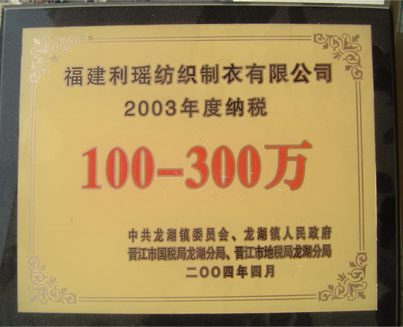 福建利瑶纺织制衣有限公司
2003年度纳税
100-300万
中共龙湖镇委员会、龙湖镇人民政府
晋江市国税局龙湖分局、晋江市地税局龙湖分局
二〇〇四年四月